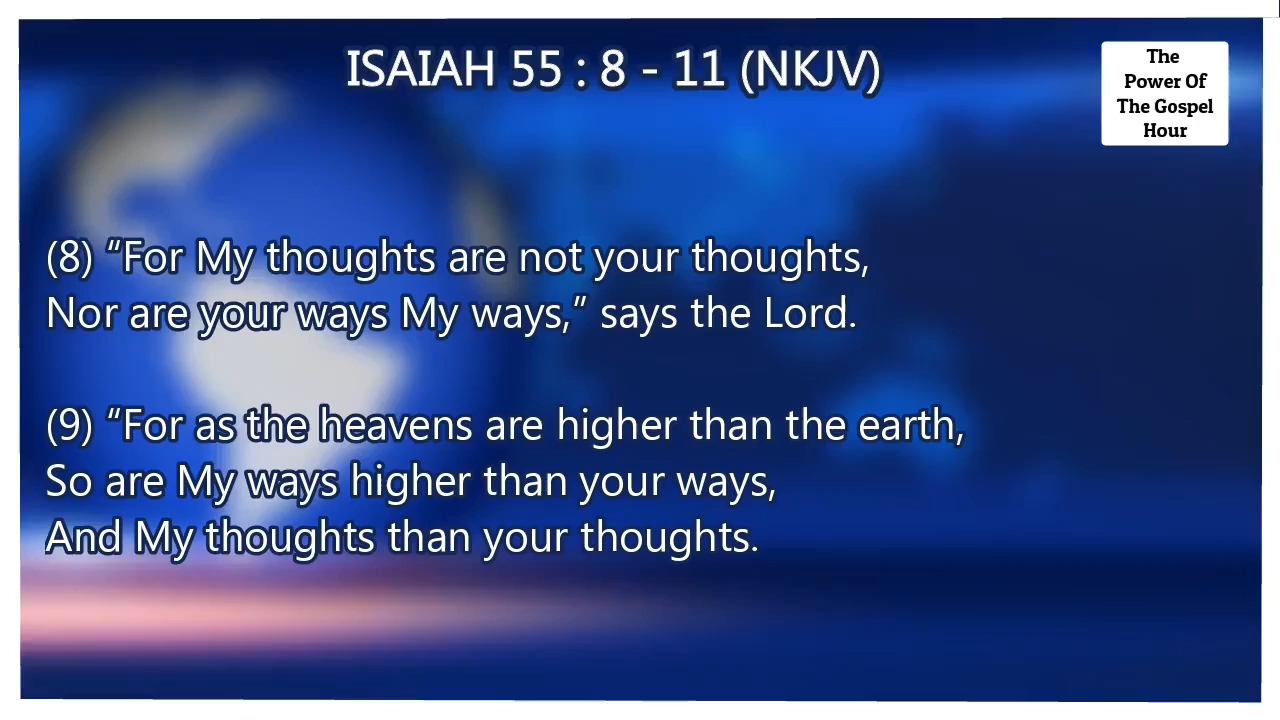 ISAIAH 55 : 8 - 11 (NKJV)
The
Power Of
The Gospel
Hour
(8) “For My thoughts are not your thoughts,
Nor are your ways My ways,” says the Lord.
(9) “For as the heavens are higher than the earth,
So are My ways higher than your ways,
And My thoughts than your thoughts.